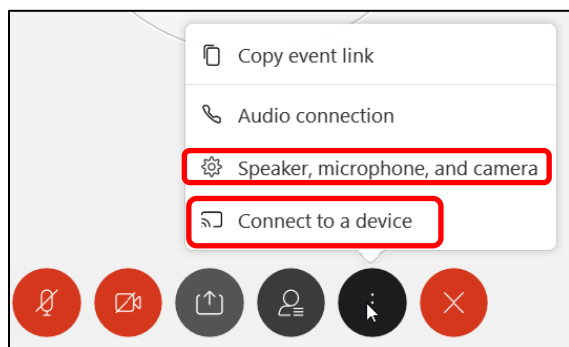 Copy event link
Audio connection
Speaker, microphone, and camera
Connect to a device